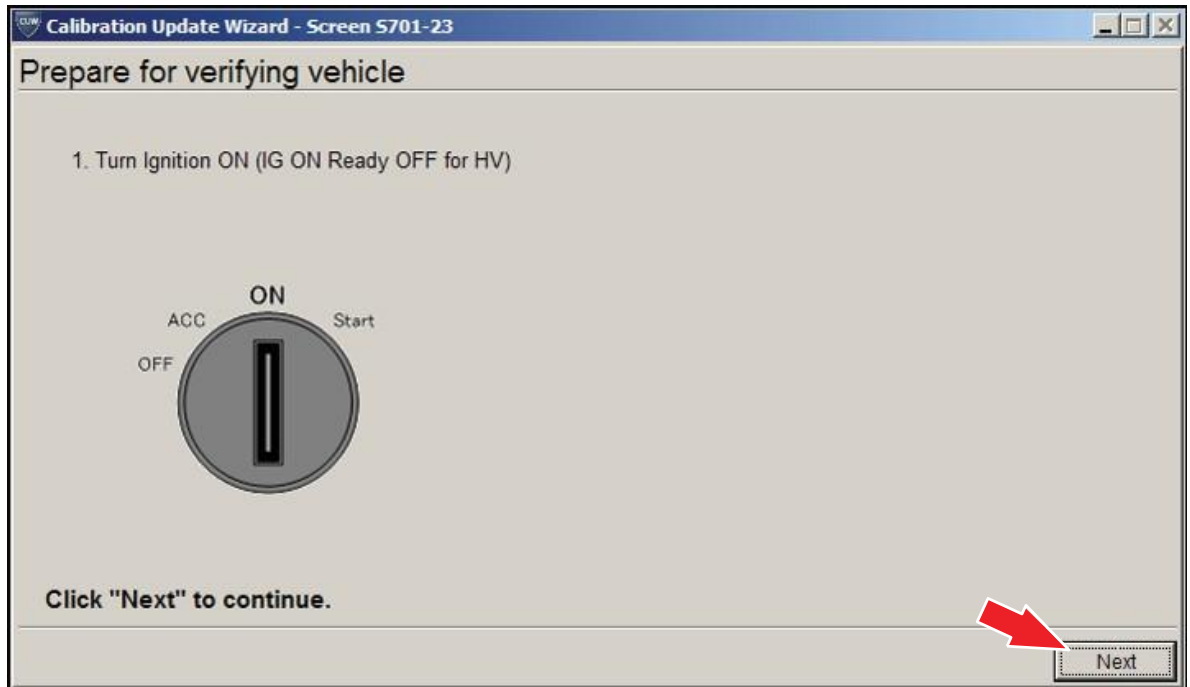 CUW Calibration Update Wizard - Screen S701-23
Prepare for verifying vehicle
1. Turn Ignition ON (IG ON Ready OFF for HV)
ON
ACC Start
OFF
Click "Next" to continue.
Next